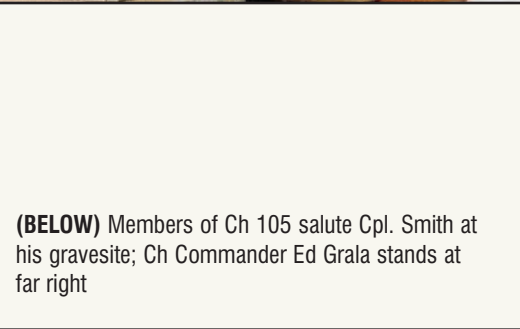 (BELOW) Members of Ch 105 salute Cpl. Smith at
his gravesite; Ch Commander Ed Grala stands at
far right